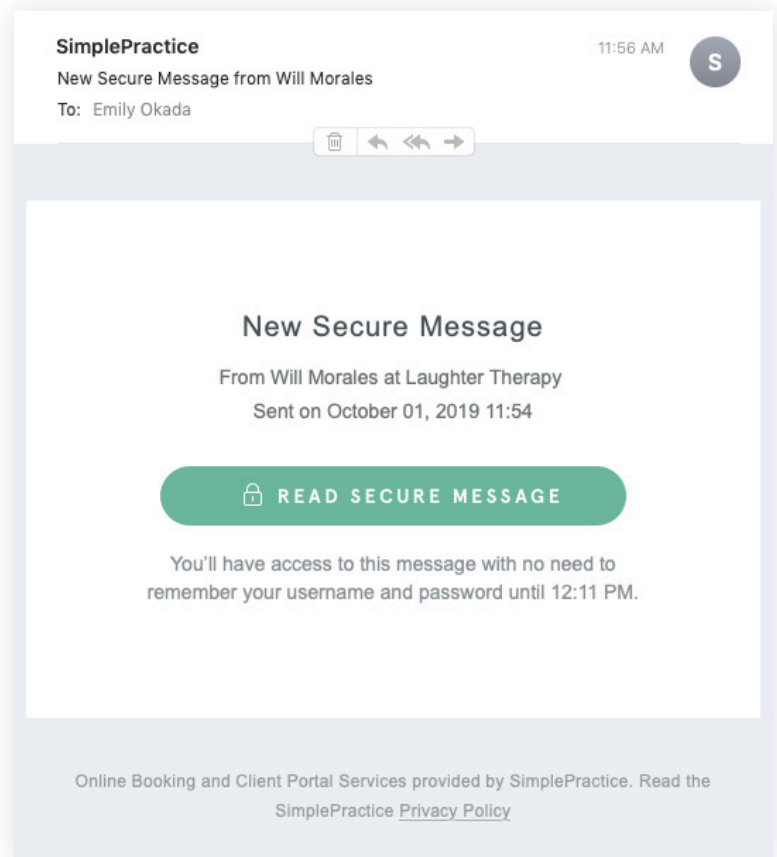 SimplePractice
11:56 AM
S
New Secure Message from Will Morales
To: Emily Okada
New Secure Message
From Will Morales at Laughter Therapy
Sent on October 01, 2019 11:54
READ SECURE MESSAGE
You’ll have access to this message with no need to
remember your username and password until 12:11 PM.
Online Booking and Client Portal Services provided by SimplePractice. Read the
SimplePractice Privacy Policy